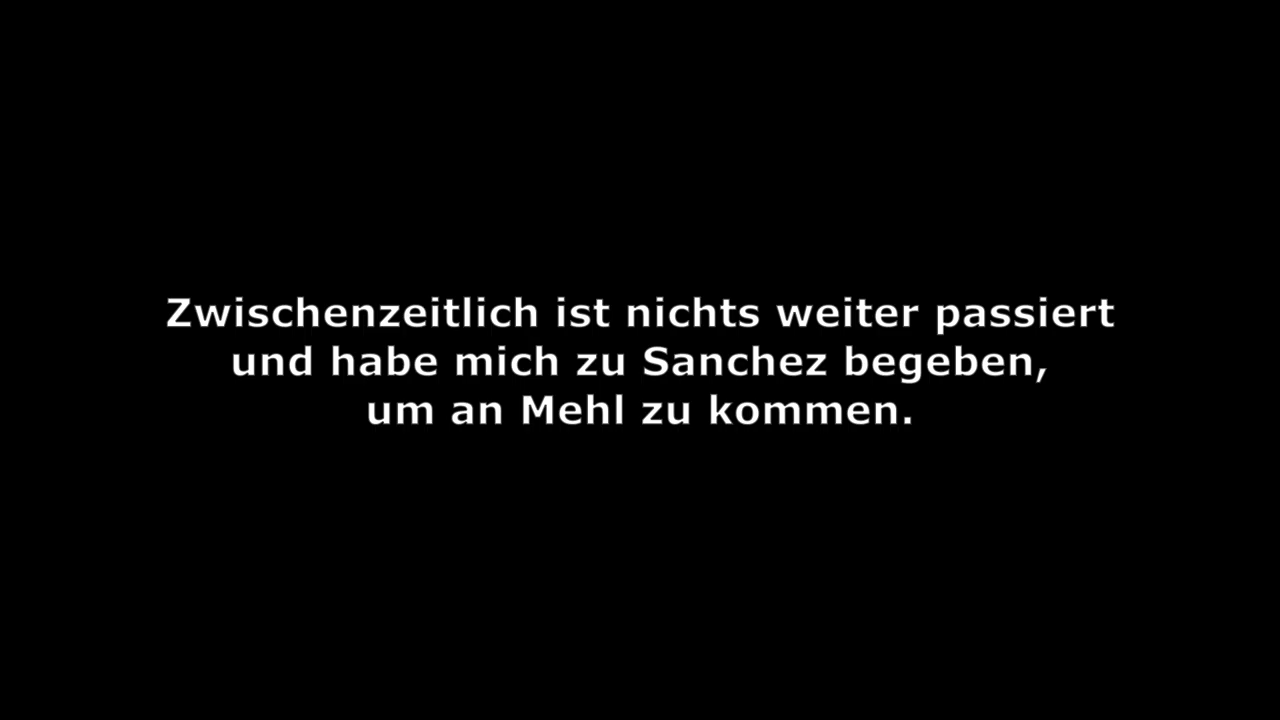 Zwischenzeitlich ist nichts weiter passiert
und habe mich zu Sanchez begeben,
um an Mehl zu kommen.